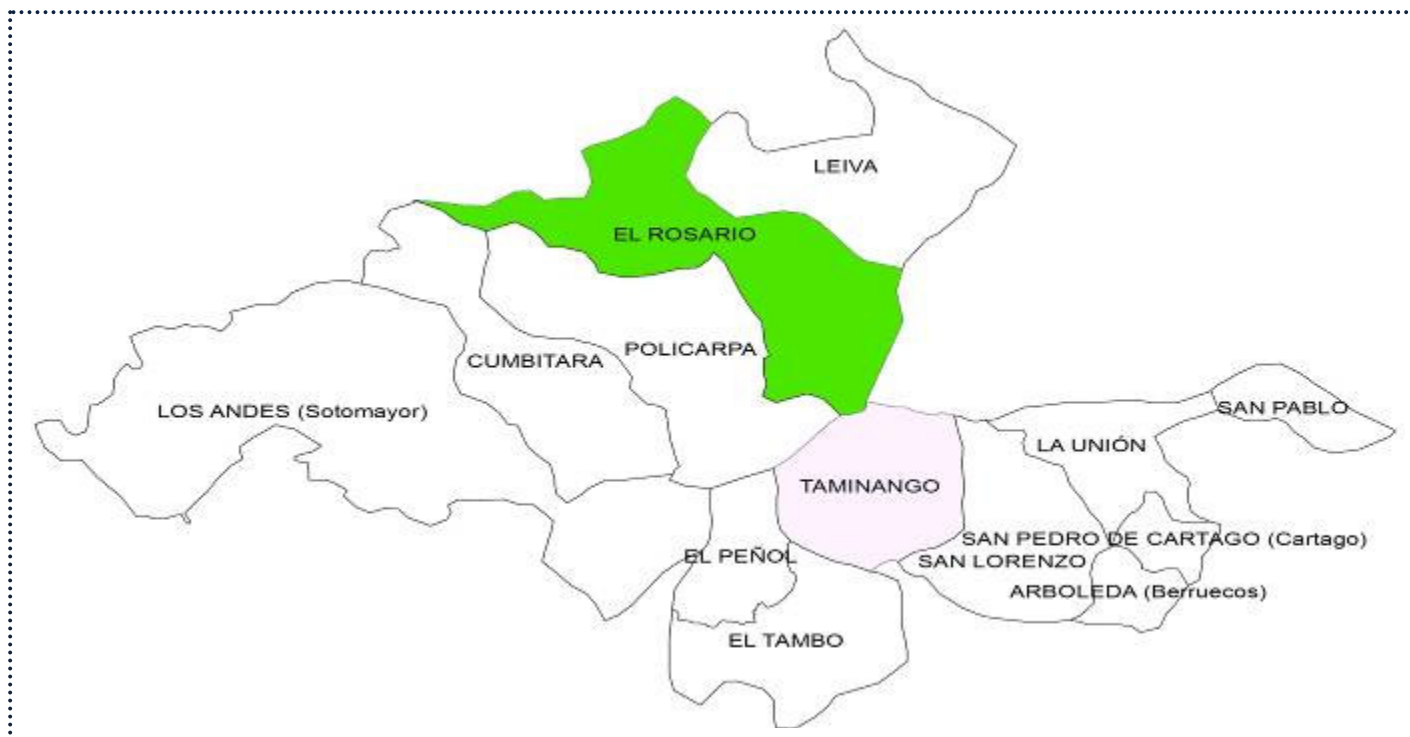 LEIVA
EL ROSARIO
POLICARPA
CUMBITARA
LOS ANDES (Sotomayor)
SAN PABLO
LA UNIÓN
TAMINANGO
SAN PEDRO DE CARTAGO (Cartago)
EL PEÑOL
SAN LORENZO
ARBOLEDA (Berruecos)
EL TAMBO